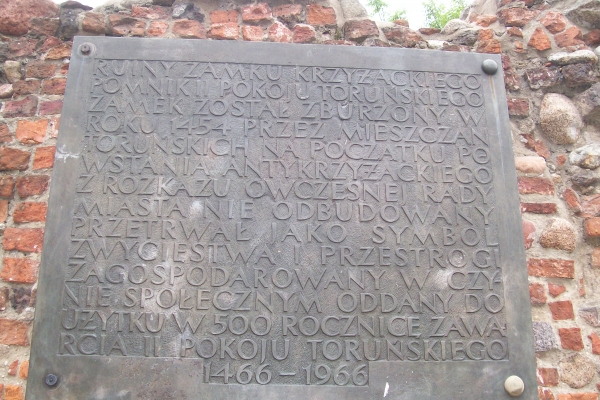 RUINY ZAMKU KRZYŻACKIEGO
POMNIK II POKOJU TORUŃSKIEGO
ZAMEK ZOSTAŁ ZBURZONY W
ROKU 1454 PRZEZ MIESZCZAN
TORUŃSKICH NA POCZĄTKU PO
WSTANIA ANTYKRZYŻACKIEGO
Z ROZKAZU ÓWCZESNEJ RADY
MIASTA NIE ODBUDOWANY
PRZETRWAŁ JAKO SYMBOL
ZWYCIĘSTWA I PRZESTROGI
ZAGOSPODAROWANY W CZY-
NIE SPOŁECZNYM ODDANY DO
UŻYTKU W 500 ROCZNICĘ ZAWA-
RCIA II POKOJU TORUŃSKIEGO
1466 – 1966